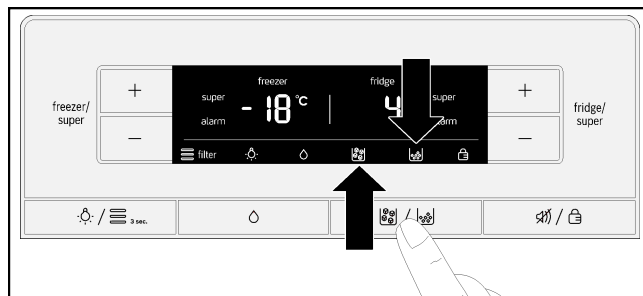 freezer/
super
+
−
freezer
super
alarm
- 18 °C
fridge
4
super
filter
+
−
fridge/
super
/
3 sec.
/
/